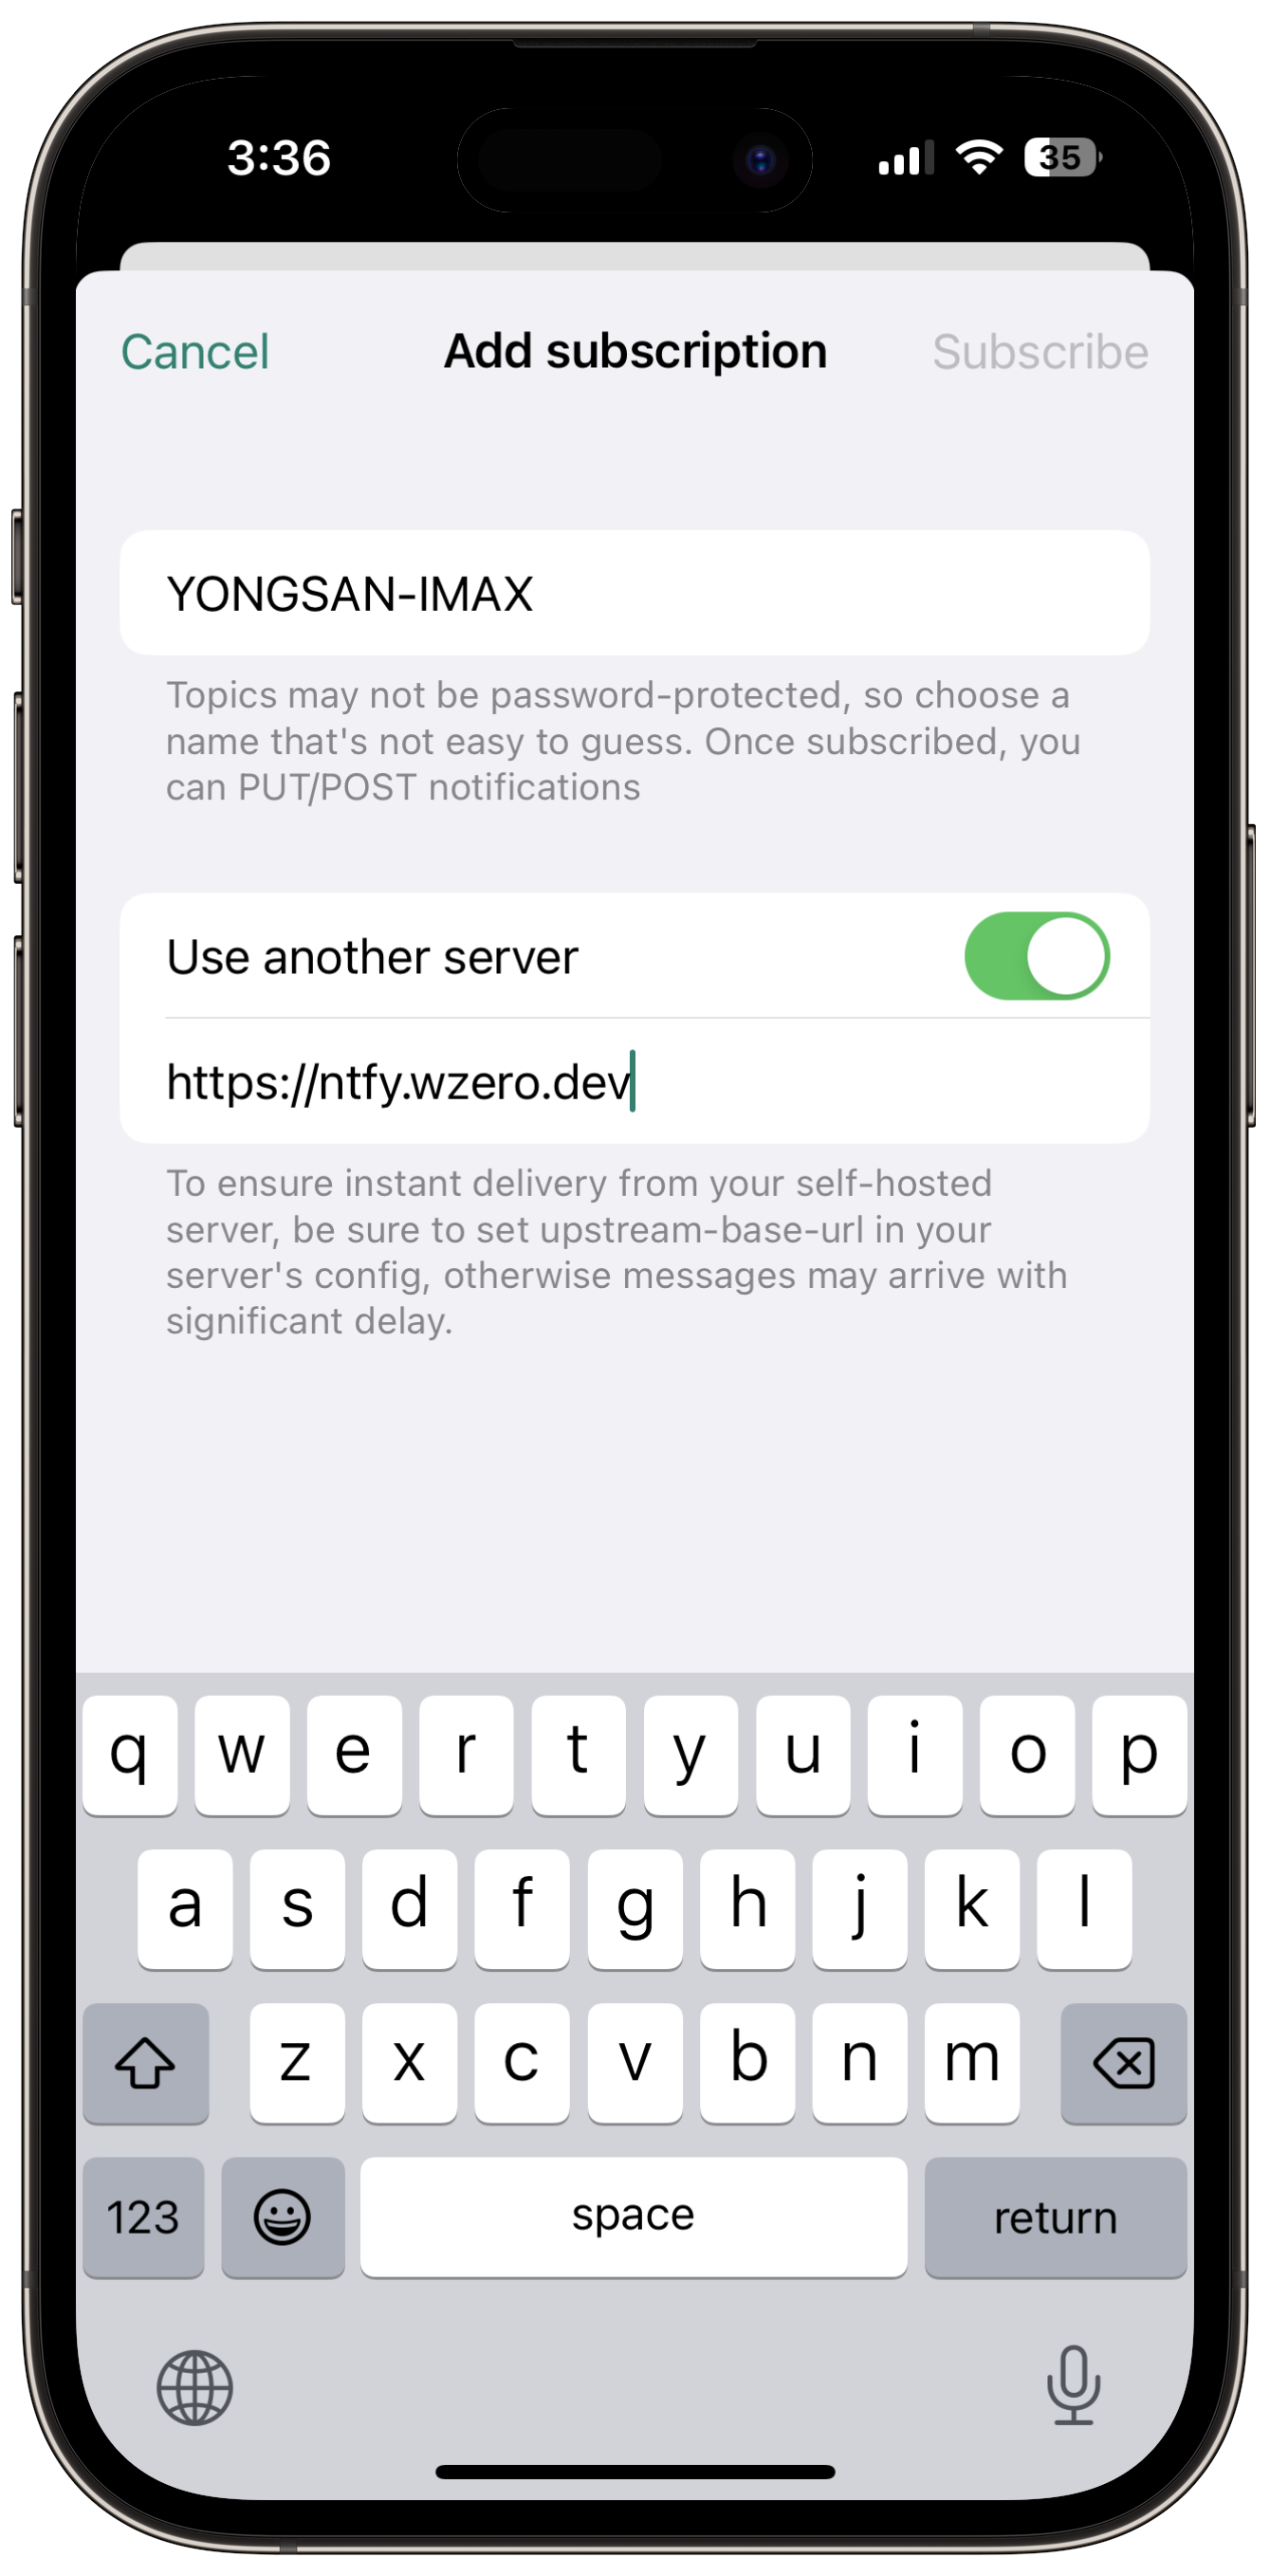 3:36
35
Cancel
Add subscription
Subscribe
YONGSAN-IMAX
Topics may not be password-protected, so choose a
name that's not easy to guess. Once subscribed, you
can PUT/POST notifications
Use another server
https://ntfy.wzero.dev
To ensure instant delivery from your self-hosted
server, be sure to set upstream-base-url in your
server's config, otherwise messages may arrive with
significant delay.
q w e r t y u i o p
a s d f g h j k l
z x c v b n m
123 space return